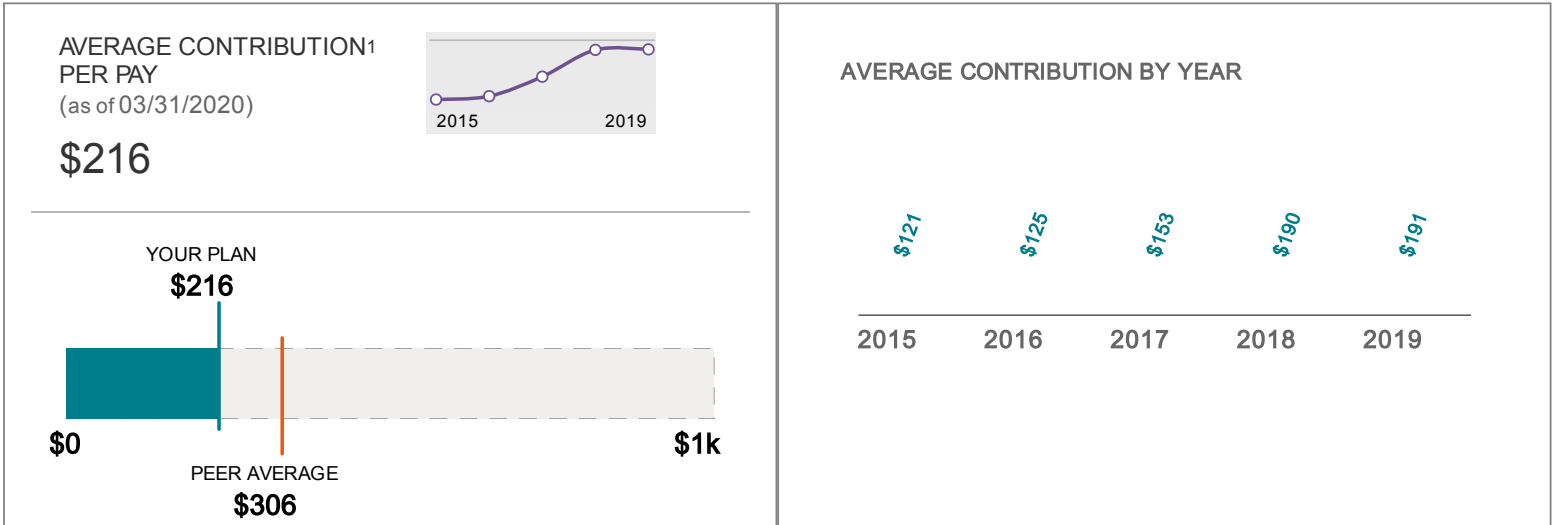 AVERAGE CONTRIBUTION1
PER PAY
(as of 03/31/2020)
$216
2015 2019
YOUR PLAN
$216
$0 $1k
PEER AVERAGE
$306
AVERAGE CONTRIBUTION BY YEAR
$121 $125 $153 $190 $191
2015 2016 2017 2018 2019